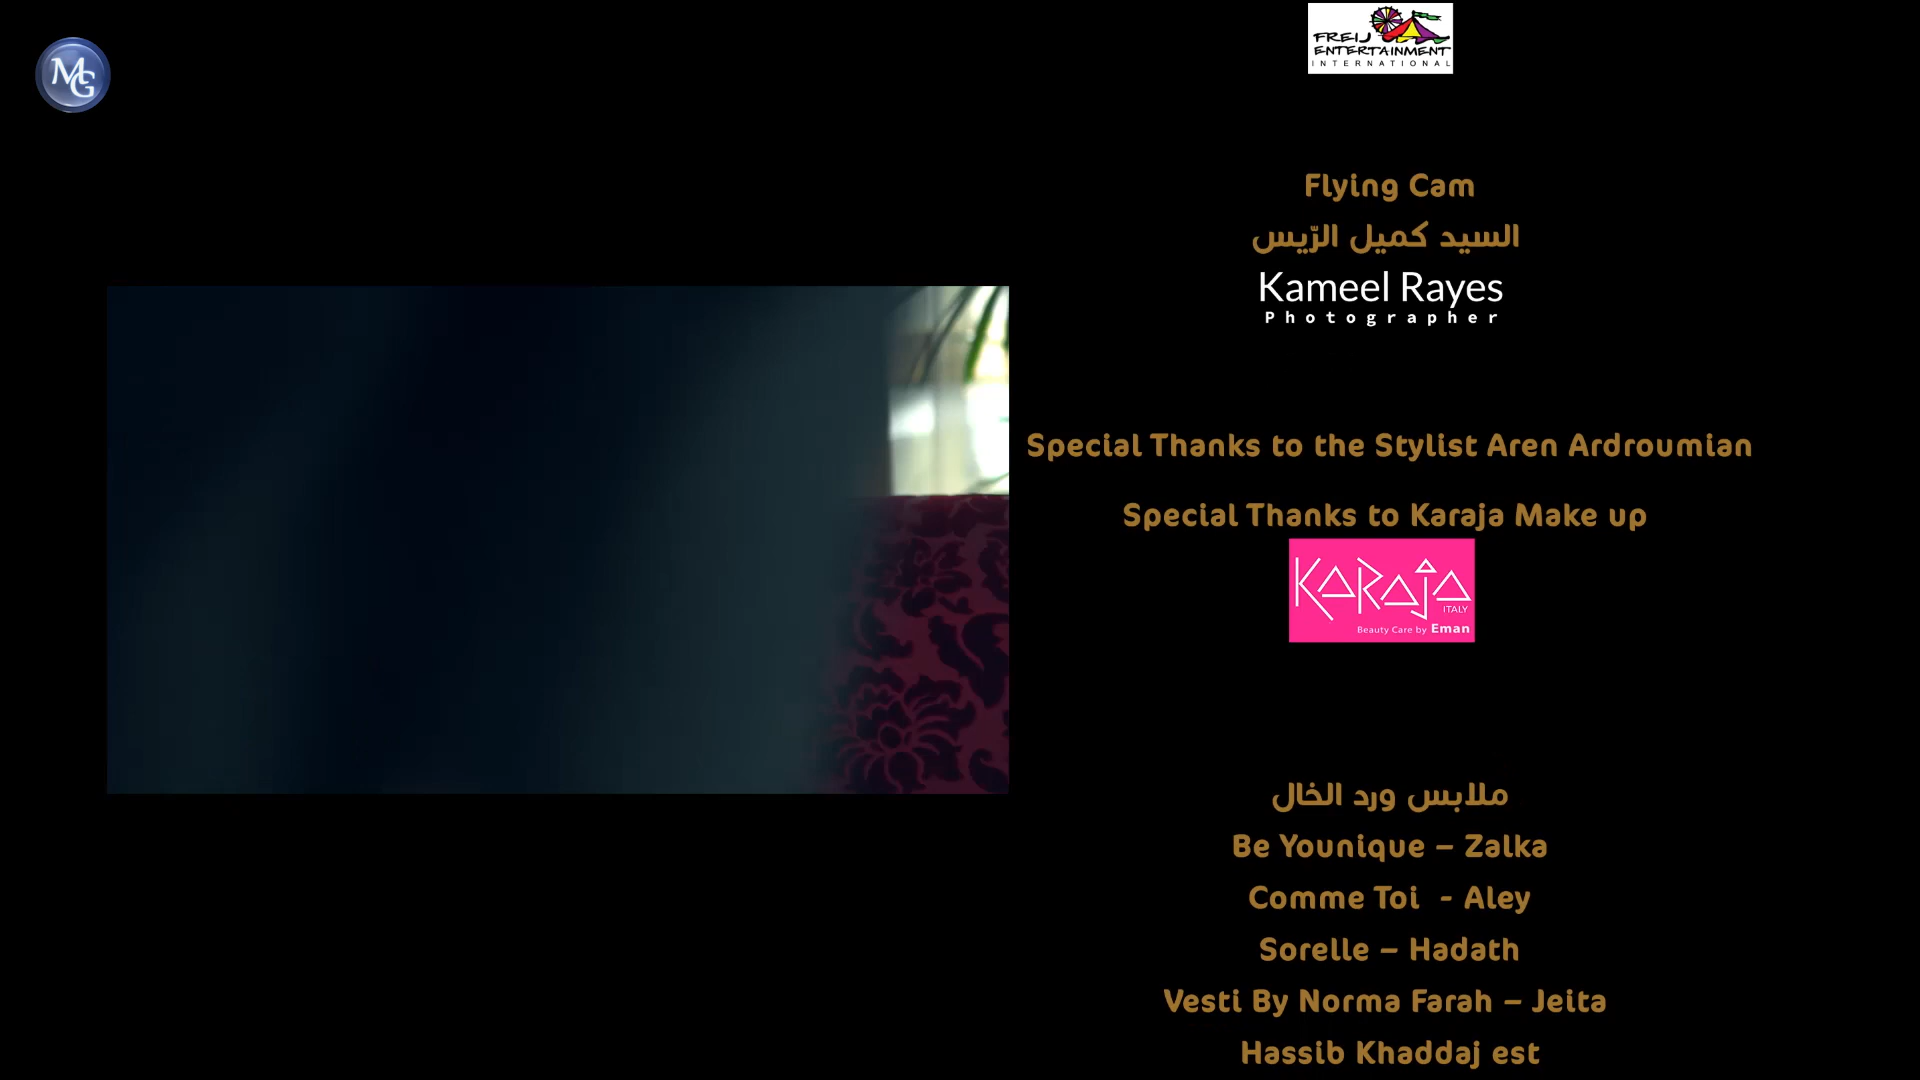 MG
FREIJ
ENTERTAINMENT
INTERNATIONAL
Flying Cam
السيد كميل الرّيس
Kameel Rayes
Photographer
Special Thanks to the Stylist Aren Ardroumian
Special Thanks to Karaja Make up
KARAJA
ITALY
Beauty Care by Eman
ملابس ورد الخال
Be Younique – Zalka
Comme Toi - Aley
Sorelle – Hadath
Vesti By Norma Farah – Jeita
Hassib Khaddaj est